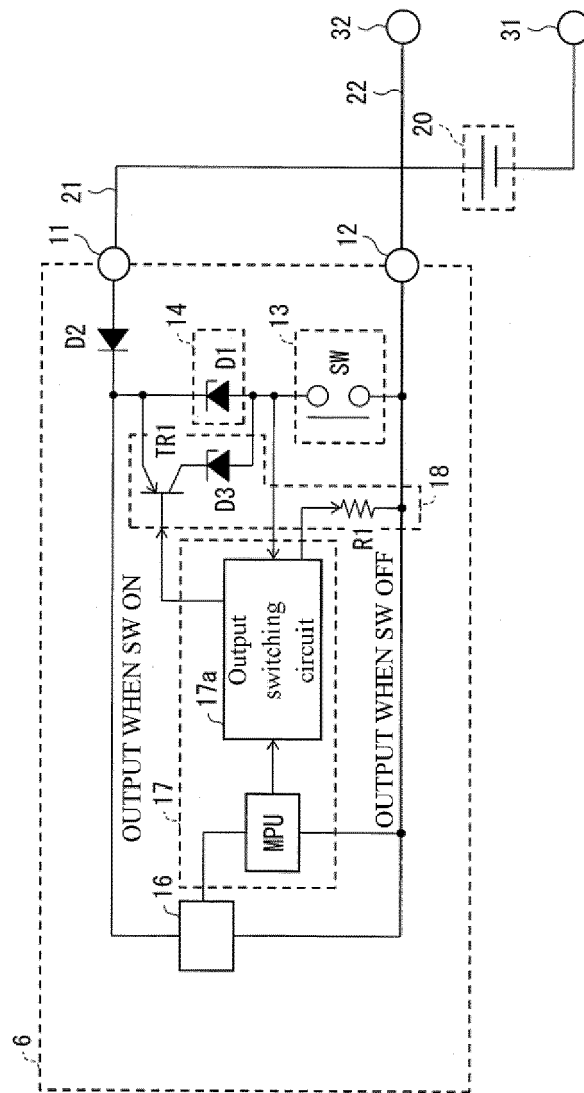 6
OUTPUT WHEN SW ON
16
17
MPU
17a
Output
switching
circuit
OUTPUT WHEN SW OFF
TR1
D3
R1
18
D2
14
D1
13
SW
11
12
21
22
20
32
31